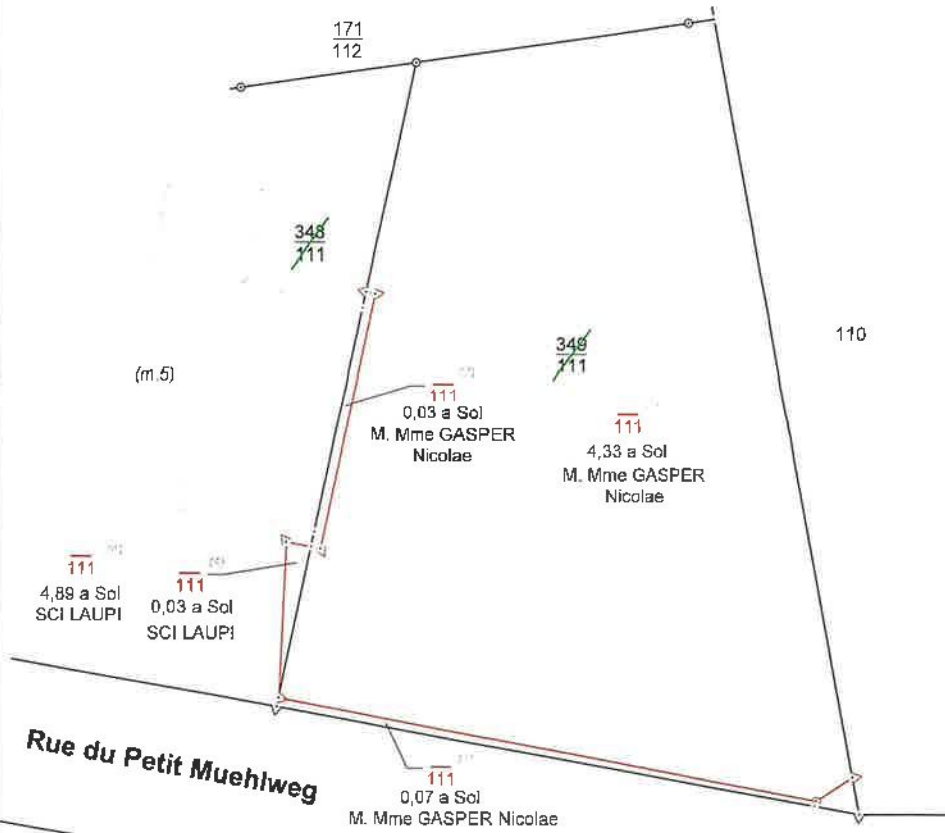 171
112
348
111
349
111
110
(m.5)
111
0,03 a Sol
M. Mme GASPER
Nicolae
111
4,33 a Sol
M. Mme GASPER
Nicolae
111
4,89 a Sol
SCI LAUPI
111
0,03 a Sol
SCI LAUPI
Rue du Petit Muehlweg
111
0,07 a Sol
M. Mme GASPER Nicolae